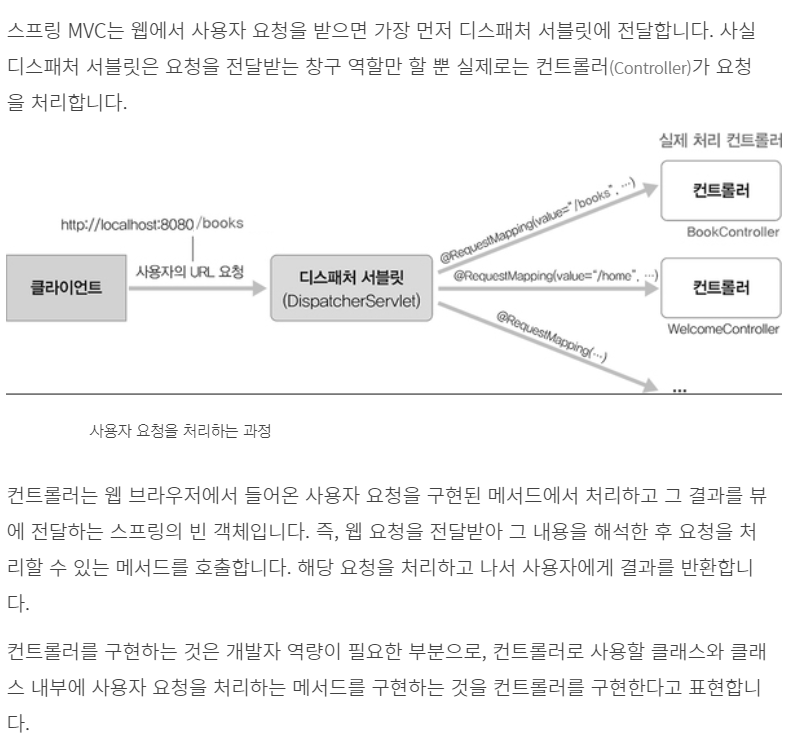 스프링 MVC는 웹에서 사용자 요청을 받으면 가장 먼저 디스패처 서블릿에 전달합니다. 사실
디스패처 서블릿은 요청을 전달받는 창구 역할만 할 뿐 실제로는 컨트롤러(Controller)가 요청
을 처리합니다.
실제 처리 컨트롤러
http://localhost:8080/books
클라이언트
사용자의 URL 요청
디스패처 서블릿
(DispatcherServlet)
@RequestMapping(value="/books", …)
컨트롤러
BookController
@RequestMapping(value="/home", …)
컨트롤러
WelcomeController
@RequestMapping(…)
…
사용자 요청을 처리하는 과정
컨트롤러는 웹 브라우저에서 들어온 사용자 요청을 구현된 메서드에서 처리하고 그 결과를 뷰
에 전달하는 스프링의 빈 객체입니다. 즉, 웹 요청을 전달받아 그 내용을 해석한 후 요청을 처
리할 수 있는 메서드를 호출합니다. 해당 요청을 처리하고 나서 사용자에게 결과를 반환합니
다.
컨트롤러를 구현하는 것은 개발자 역량이 필요한 부분으로, 컨트롤러로 사용할 클래스와 클래
스 내부에 사용자 요청을 처리하는 메서드를 구현하는 것을 컨트롤러를 구현한다고 표현합니
다.